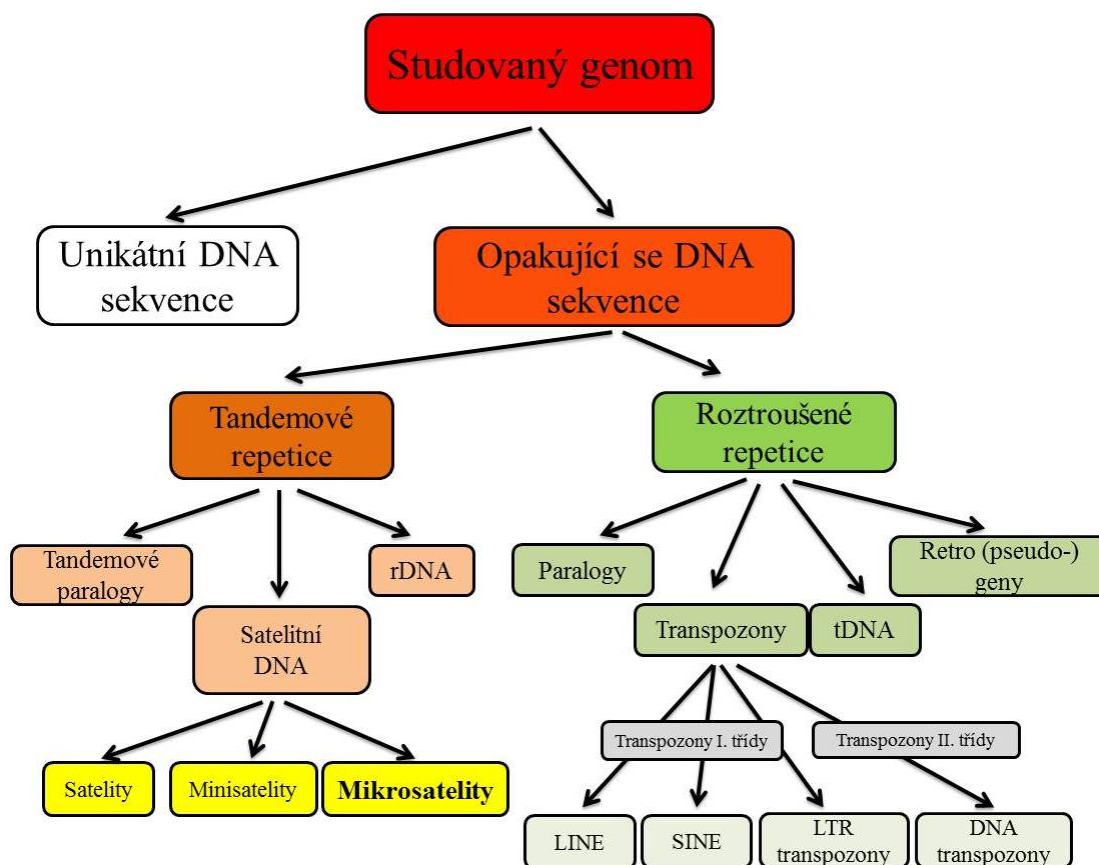 Studovaný genom
Unikátní DNA
sekvence
Opakující se DNA
sekvence
Tandemové
repetice
Roztroušené
repetice
Tandemové
paralogy
rDNA
Paralogy
Retro (pseudo-)
geny
Satelitní
DNA
Transpozony
tDNA
Transpozony I. třídy
Transpozony II. třídy
Satelity
Minisatelity
Mikrosatelity
LINE
SINE
LTR
transpozony
DNA
transpozony